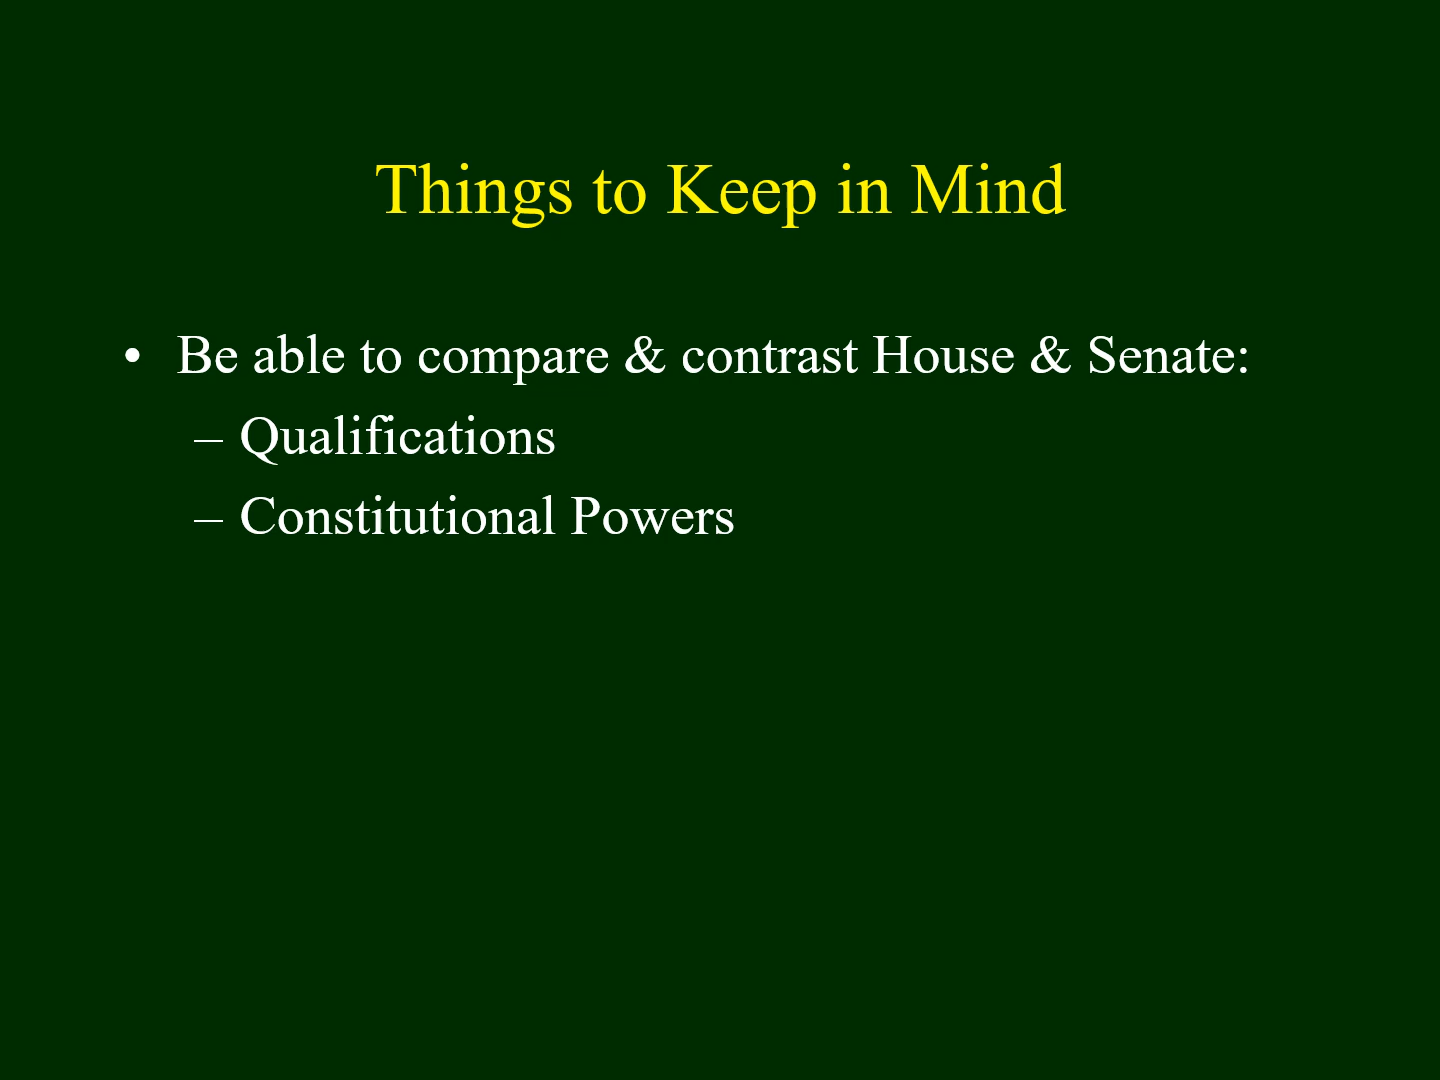 Things to Keep in Mind
• Be able to compare & contrast House & Senate:
– Qualifications
– Constitutional Powers